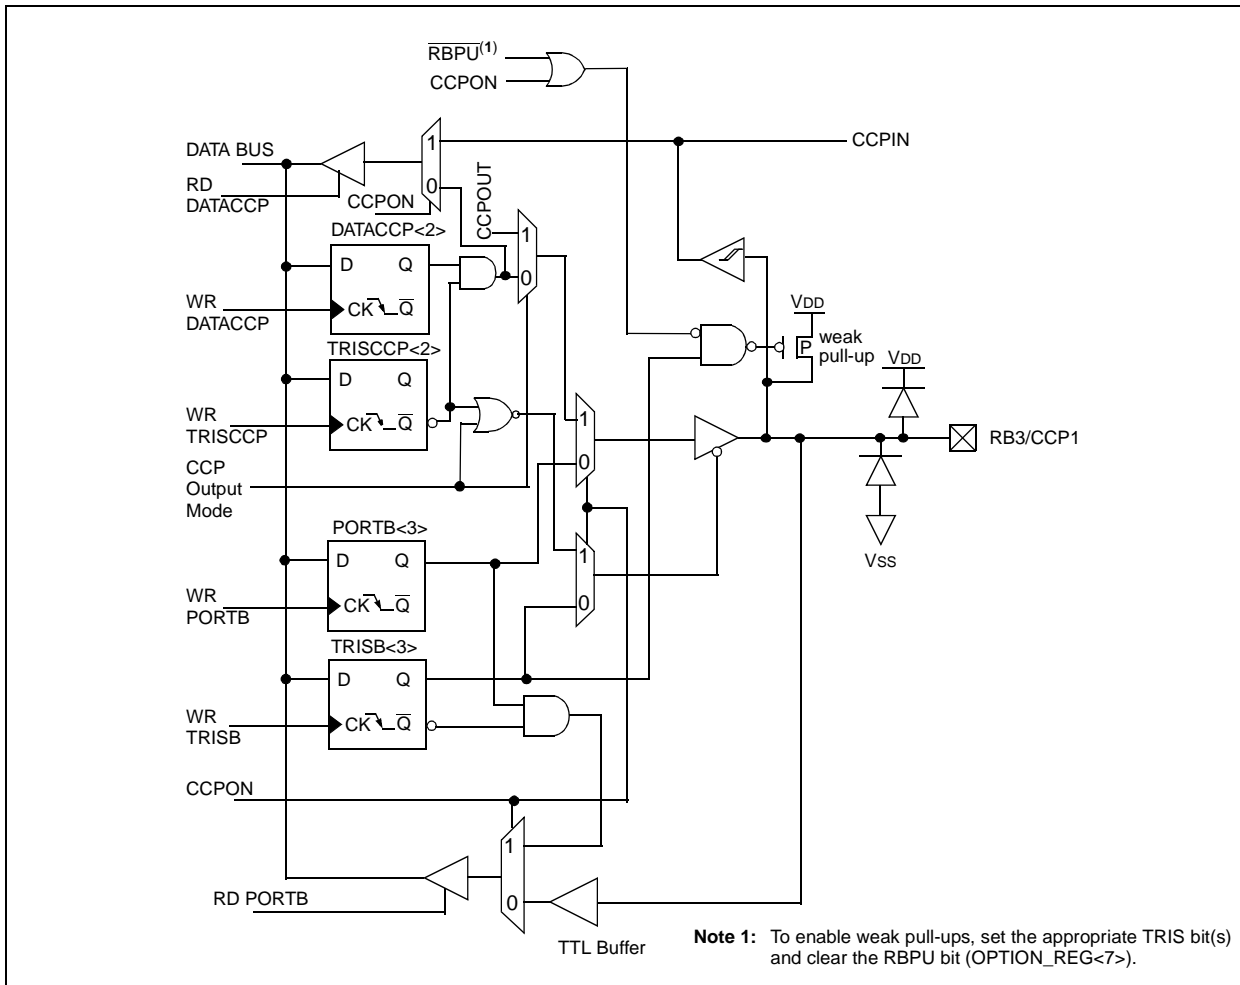 RBPU(1)
CCPON
DATA BUS
1
CCPIN
RD
DATACCP
0
CCPON
CCPOUT
DATACCP<2>
1
D Q
0
WR
DATACCP
CK Q
VDD
P
weak
pull-up
TRISCCP<2>
VDD
D Q
WR
TRISCCP
CK Q
1
RB3/CCP1
CCP
Output
Mode
0
PORTB<3>
D Q
1
VSS
WR
PORTB
CK Q
0
TRISB<3>
D Q
WR
TRISB
CK Q
CCPON
1
RD PORTB
0
TTL Buffer
Note 1: To enable weak pull-ups, set the appropriate TRIS bit(s)
and clear the RBPU bit (OPTION_REG<7>).